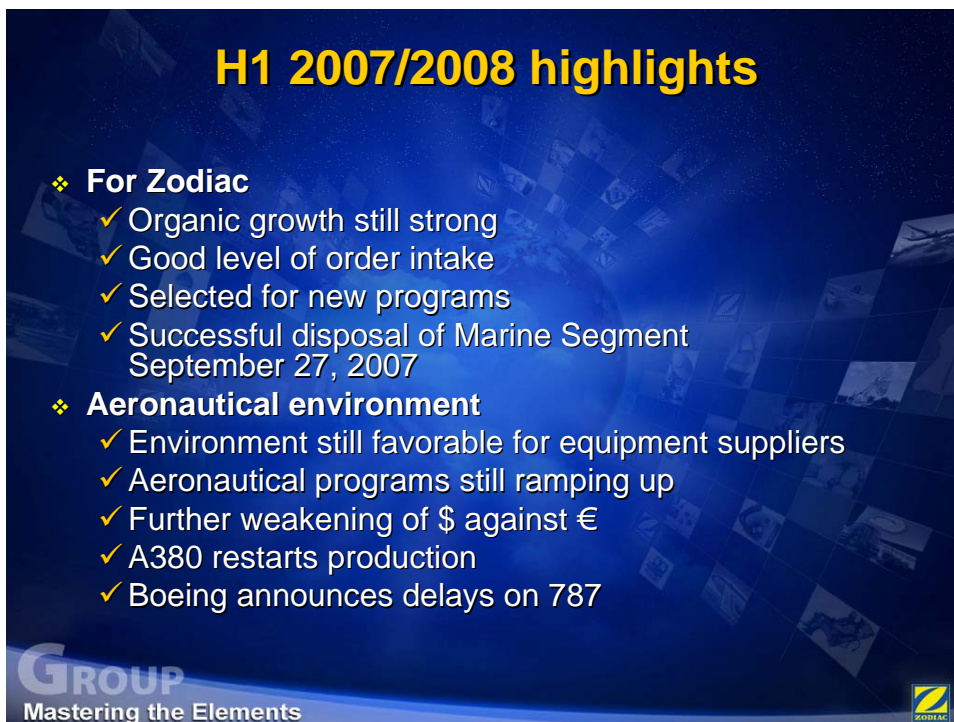 H1 2007/2008 highlights
❖ For Zodiac
✓ Organic growth still strong
✓ Good level of order intake
✓ Selected for new programs
✓ Successful disposal of Marine Segment
September 27, 2007
❖ Aeronautical environment
✓ Environment still favorable for equipment suppliers
✓ Aeronautical programs still ramping up
✓ Further weakening of $ against €
✓ A380 restarts production
✓ Boeing announces delays on 787
GROUP
Mastering the Elements
ZODIAC